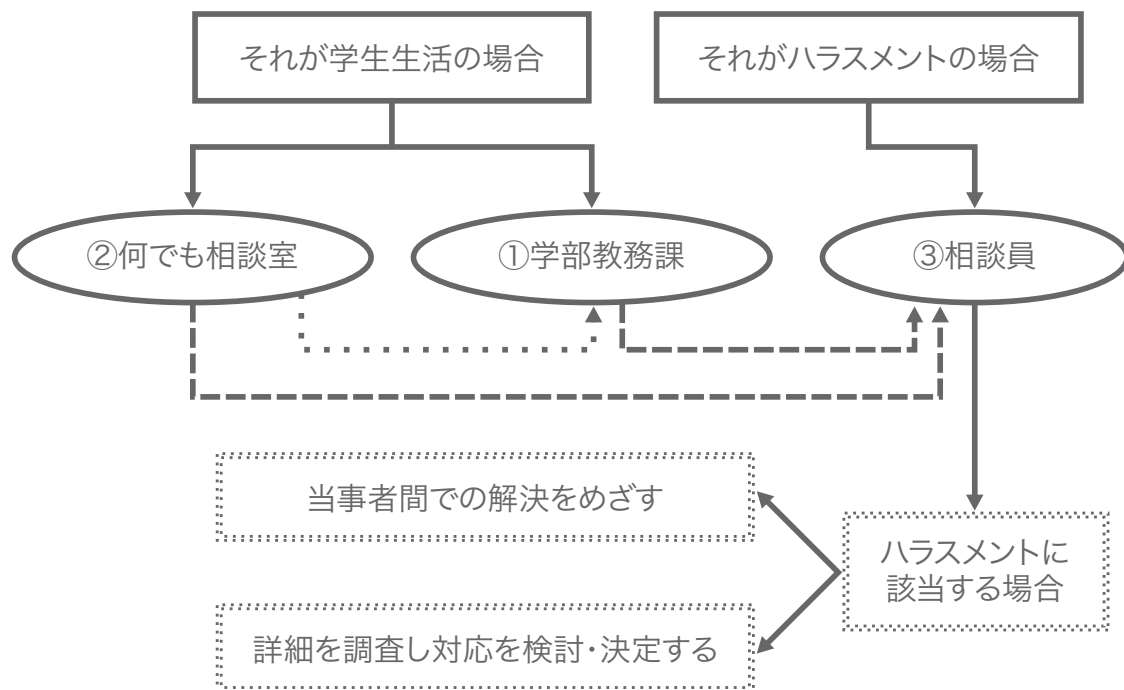 それが学生生活の場合
それがハラスメントの場合
②何でも相談室
①学部教務課
③相談員
当事者間での解決をめざす
ハラスメントに
該当する場合
詳細を調査し対応を検討・決定する